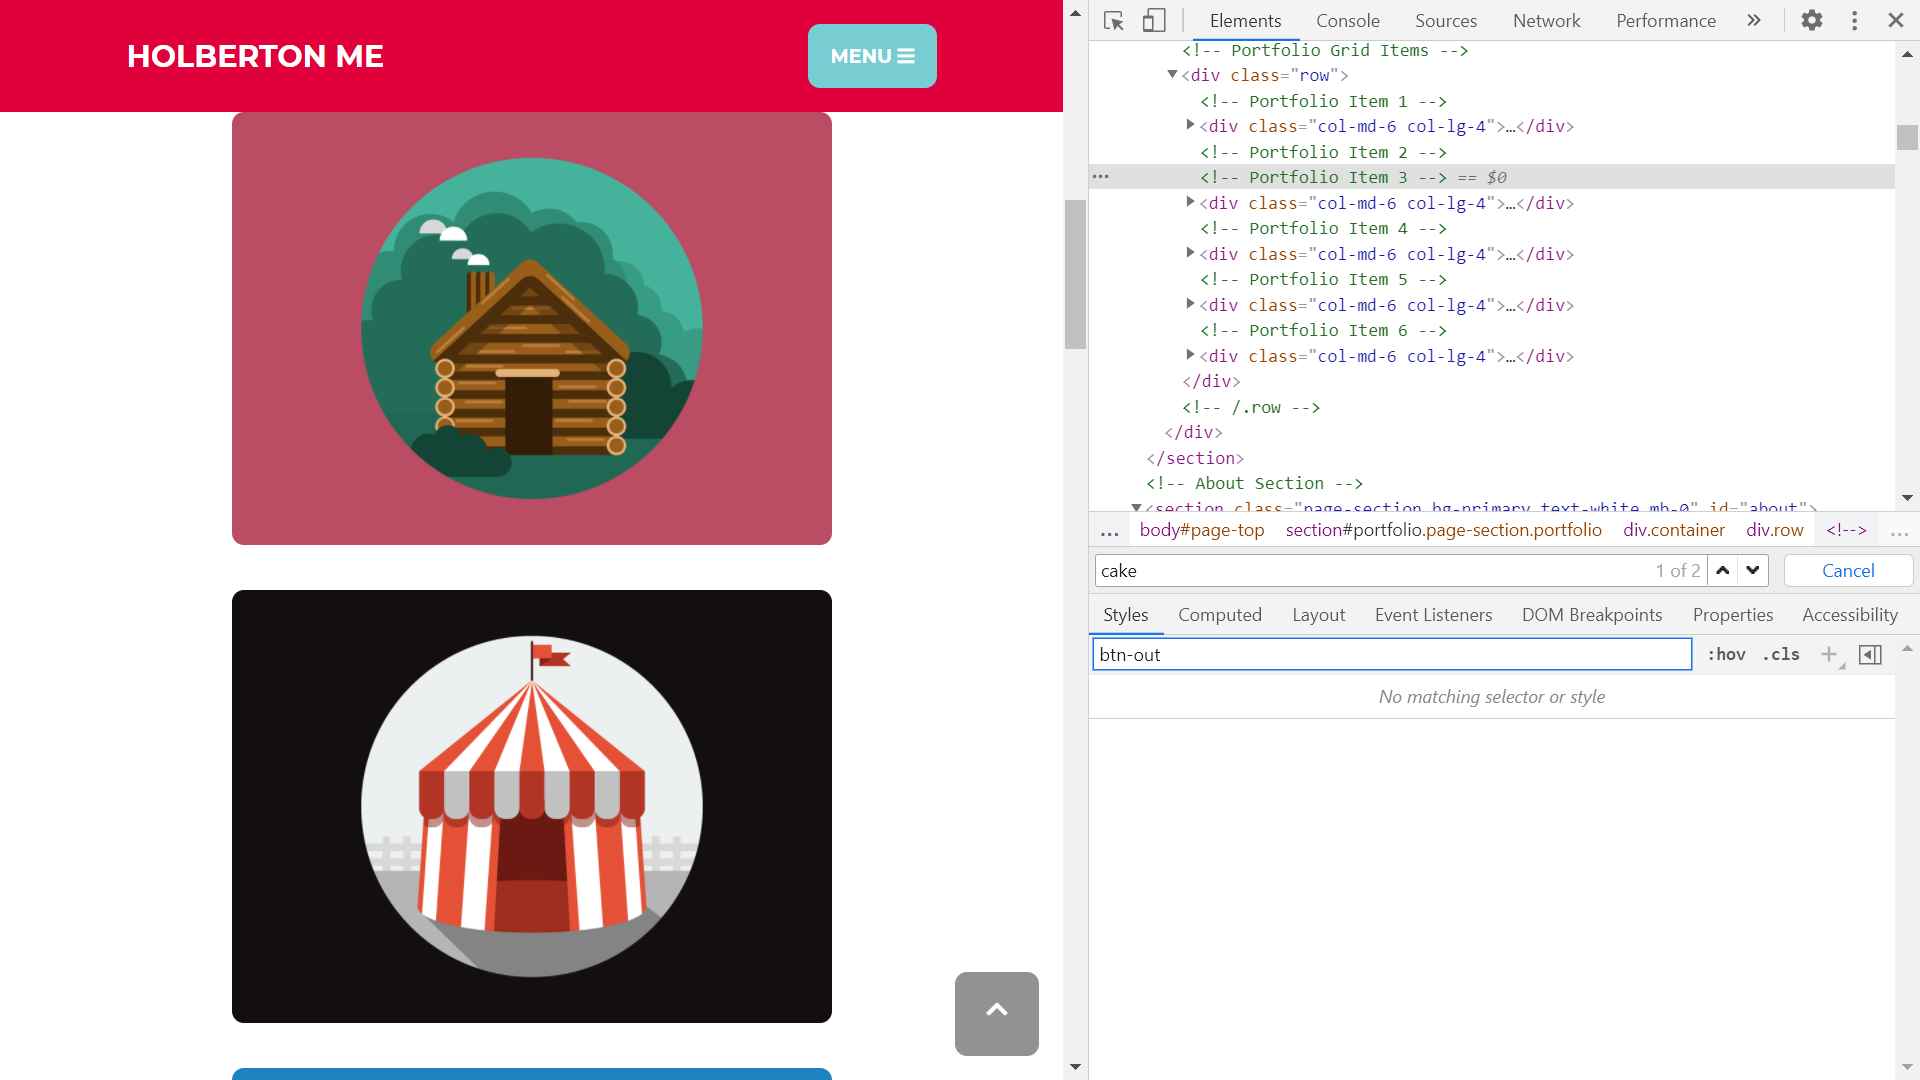 HOLBERTON ME
MENU
Elements Console Sources Network Performance
<!-- Portfolio Grid Items -->
<div class="row">
<!-- Portfolio Item 1 -->
<div class="col-md-6 col-lg-4">…</div>
<!-- Portfolio Item 2 -->
<!-- Portfolio Item 3 --> == $0
<div class="col-md-6 col-lg-4">…</div>
<!-- Portfolio Item 4 -->
<div class="col-md-6 col-lg-4">…</div>
<!-- Portfolio Item 5 -->
<div class="col-md-6 col-lg-4">…</div>
<!-- Portfolio Item 6 -->
<div class="col-md-6 col-lg-4">…</div>
</div>
<!-- /.row -->
</div>
</section>
<!-- About Section -->
<section class="page-section bg-primary text-white mb-0" id="about">
... body#page-top section#portfolio.page-section.portfolio div.container div.row <!--> ...
cake 1 of 2 Cancel
Styles Computed Layout Event Listeners DOM Breakpoints Properties Accessibility
btn-out :hov .cls
No matching selector or style